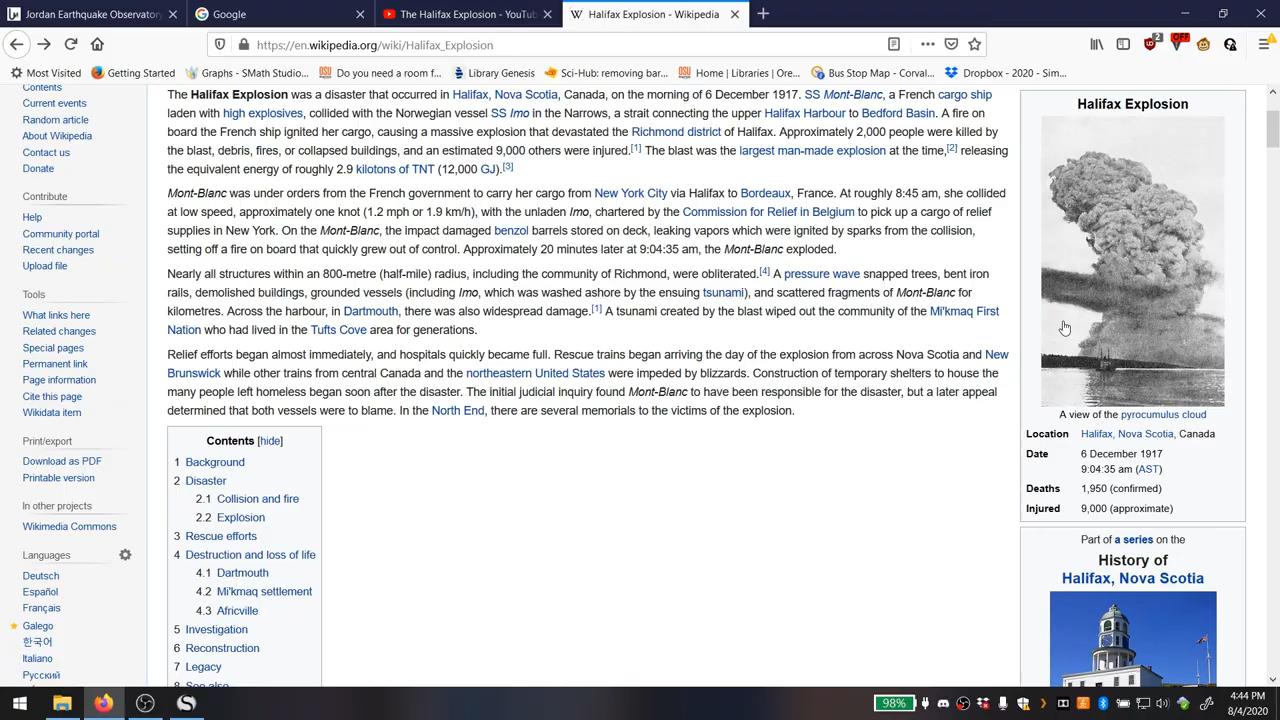 Jordan Earthquake Observatory
Google
The Halifax Explosion - YouTube
Halifax Explosion - Wikipedia
https://en.wikipedia.org/wiki/Halifax_Explosion
2
OFF
Most Visited
Getting Started
Graphs - SMath Studio...
Do you need a room f...
Library Genesis
Sci-Hub: removing bar...
Home | Libraries | Ore...
Bus Stop Map - Corval...
Dropbox - 2020 - Sim...
Contents
Current events
Random article
About Wikipedia
Contact us
Donate
Contribute
Help
Community portal
Recent changes
Upload file
Tools
What links here
Related changes
Special pages
Permanent link
Page information
Cite this page
Wikidata item
Print/export
Download as PDF
Printable version
In other projects
Wikimedia Commons
Languages
Deutsch
Español
Français
Galego
한국어
Italiano
Русский
The Halifax Explosion was a disaster that occurred in Halifax, Nova Scotia, Canada, on the morning of 6 December 1917. SS Mont-Blanc, a French cargo ship
laden with high explosives, collided with the Norwegian vessel SS Imo in the Narrows, a strait connecting the upper Halifax Harbour to Bedford Basin. A fire on
board the French ship ignited her cargo, causing a massive explosion that devastated the Richmond district of Halifax. Approximately 2,000 people were killed by
the blast, debris, fires, or collapsed buildings, and an estimated 9,000 others were injured.[1] The blast was the largest man-made explosion at the time,[2] releasing
the equivalent energy of roughly 2.9 kilotons of TNT (12,000 GJ).[3]
Mont-Blanc was under orders from the French government to carry her cargo from New York City via Halifax to Bordeaux, France. At roughly 8:45 am, she collided
at low speed, approximately one knot (1.2 mph or 1.9 km/h), with the unladen Imo, chartered by the Commission for Relief in Belgium to pick up a cargo of relief
supplies in New York. On the Mont-Blanc, the impact damaged benzol barrels stored on deck, leaking vapors which were ignited by sparks from the collision,
setting off a fire on board that quickly grew out of control. Approximately 20 minutes later at 9:04:35 am, the Mont-Blanc exploded.
Nearly all structures within an 800-metre (half-mile) radius, including the community of Richmond, were obliterated.[4] A pressure wave snapped trees, bent iron
rails, demolished buildings, grounded vessels (including Imo, which was washed ashore by the ensuing tsunami), and scattered fragments of Mont-Blanc for
kilometres. Across the harbour, in Dartmouth, there was also widespread damage.[1] A tsunami created by the blast wiped out the community of the Mi'kmaq First
Nation who had lived in the Tufts Cove area for generations.
Relief efforts began almost immediately, and hospitals quickly became full. Rescue trains began arriving the day of the explosion from across Nova Scotia and New
Brunswick while other trains from central Canada and the northeastern United States were impeded by blizzards. Construction of temporary shelters to house the
many people left homeless began soon after the disaster. The initial judicial inquiry found Mont-Blanc to have been responsible for the disaster, but a later appeal
determined that both vessels were to blame. In the North End, there are several memorials to the victims of the explosion.
Contents [hide]
1 Background
2 Disaster
2.1 Collision and fire
2.2 Explosion
3 Rescue efforts
4 Destruction and loss of life
4.1 Dartmouth
4.2 Mi'kmaq settlement
4.3 Africville
5 Investigation
6 Reconstruction
7 Legacy
8 See also
Halifax Explosion
A view of the pyrocumulus cloud
Location Halifax, Nova Scotia, Canada
Date 6 December 1917
9:04:35 am (AST)
Deaths 1,950 (confirmed)
Injured 9,000 (approximate)
Part of a series on the
History of
Halifax, Nova Scotia
98%
4:44 PM
8/4/2020